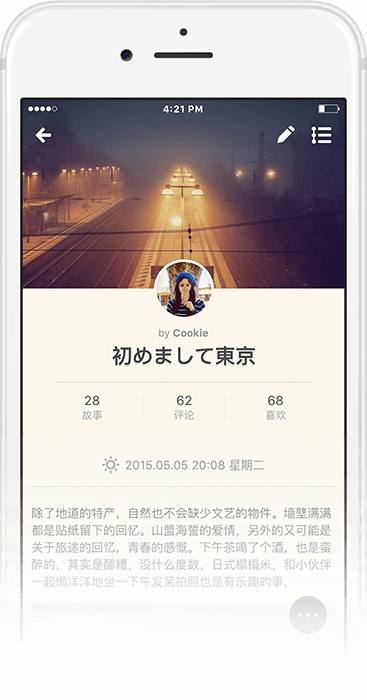 4:21 PM
by Cookie
初めまして東京
28 62 68
故事 评论 喜欢
2015.05.05 20:08 星期二
除了地道的特产，自然也不会缺少文艺的物件。墙壁满满
都是贴纸留下的回忆。山盟海誓的爱情，另外的又可能是
关于旅途的回忆，青春的感慨。下午茶喝了个酒，也是蛮
醉的，其实是醪糟，没什么度数，日式榻榻米，和小伙伴
一起懒洋洋地坐一下午发呆拍照也是有乐趣的事，